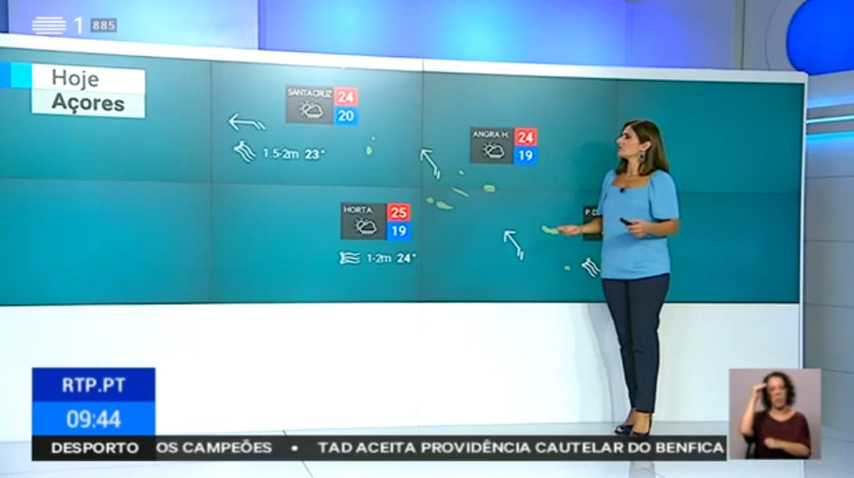 1 885
Hoje
Açores
SANTA CRUZ 24
20
1.5-2m 23°
ANGRA H. 24
19
HORTA 25
19
1-2m 24°
RTP.PT
09:44
DESPORTO OS CAMPEÕES • TAD ACEITA PROVIDÊNCIA CAUTELAR DO BENFICA